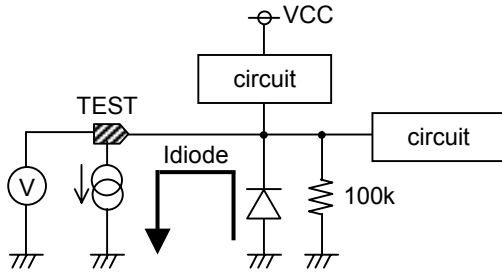 VCC
circuit
TEST
circuit
Idiode
V
100k